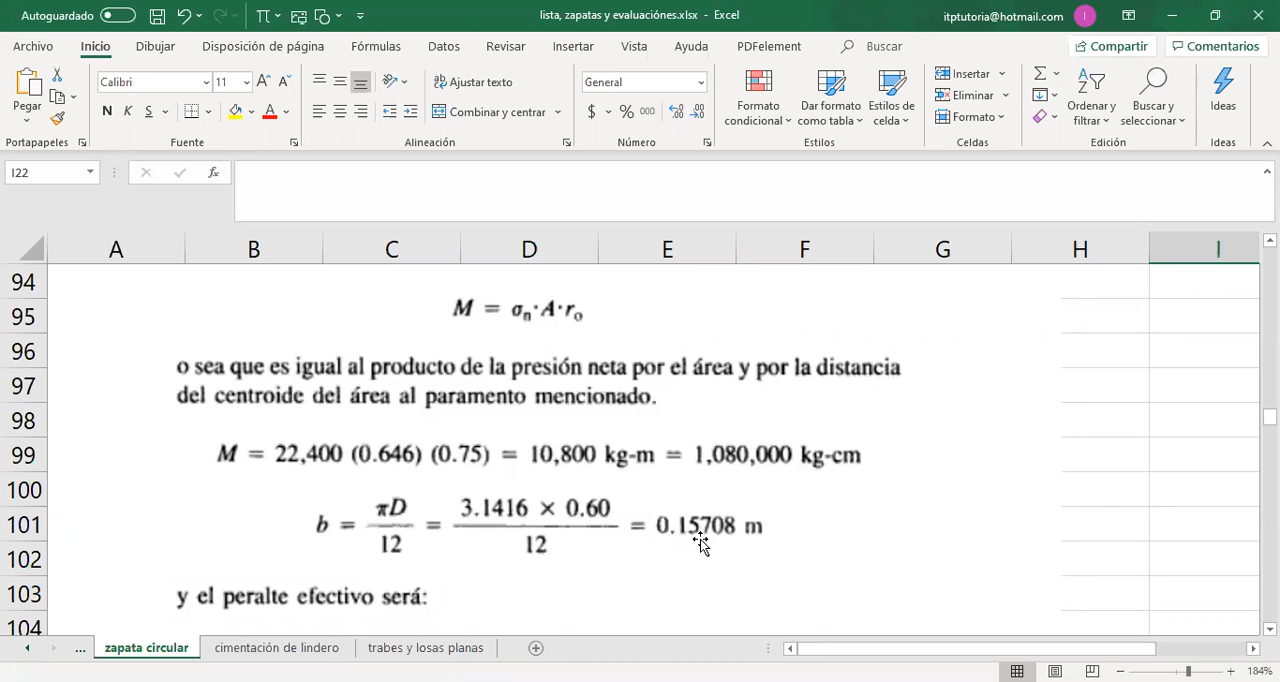 Autoguardado
lista, zapatas y evaluaciónes.xlsx - Excel
itptutoria@hotmail.com
I
Archivo Inicio Dibujar Disposición de página Fórmulas Datos Revisar Insertar Vista Ayuda PDFelement Buscar Compartir Comentarios
Pegar
Calibri 11
N K S
Ajustar texto
Combinar y centrar
General
$ % 000
Formato condicional
Dar formato como tabla
Estilos de celda
Insertar
Eliminar
Formato
Ordenar y filtrar
Buscar y seleccionar
Ideas
Portapapeles Fuente Alineación Número Estilos Celdas Edición Ideas
I22
fx
A B C D E F G H I
94
95
96
97
98
99
100
101
102
103
104
M = σn·A·ro
o sea que es igual al producto de la presión neta por el área y por la distancia
del centroide del área al paramento mencionado.
M = 22,400 (0.646) (0.75) = 10,800 kg-m = 1,080,000 kg-cm
b = πD / 12 = 3.1416 × 0.60 / 12 = 0.15708 m
y el peralte efectivo será:
... zapata circular cimentación de lindero trabes y losas planas
184%